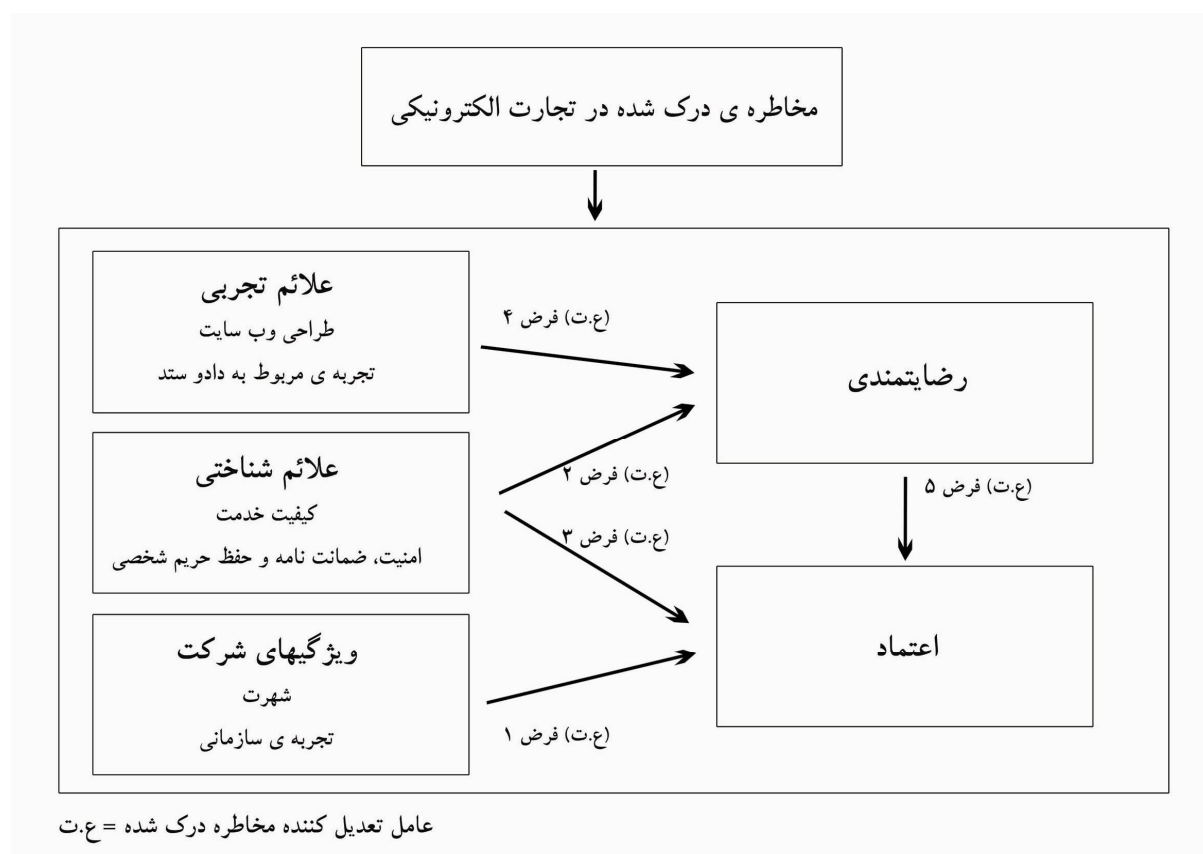 مخاطره ی درک شده در تجارت الکترونیکی
علائم تجربی
طراحی وب سایت
تجربه ی مربوط به دادو ستد
(ع.ت) فرض ۴
رضایتمندی
علائم شناختی
کیفیت خدمت
امنیت، ضمانت نامه و حفظ حریم شخصی
(ع.ت) فرض ۲
(ع.ت) فرض ۳
(ع.ت) فرض ۵
ویژگیهای شرکت
شهرت
تجربه ی سازمانی
(ع.ت) فرض ۱
اعتماد
عامل تعدیل کننده مخاطره درک شده = ع.ت